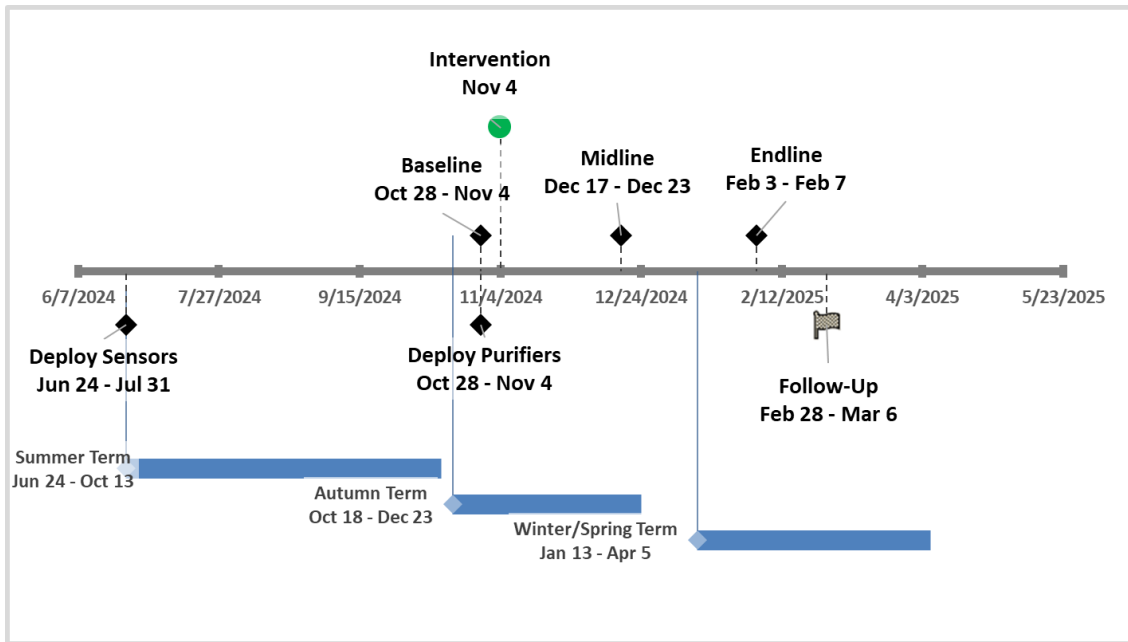 Intervention
Nov 4
Baseline
Oct 28 - Nov 4
Midline
Dec 17 - Dec 23
Endline
Feb 3 - Feb 7
6/7/2024
7/27/2024
9/15/2024
11/4/2024
12/24/2024
2/12/2025
4/3/2025
5/23/2025
Deploy Sensors
Jun 24 - Jul 31
Deploy Purifiers
Oct 28 - Nov 4
Follow-Up
Feb 28 - Mar 6
Summer Term
Jun 24 - Oct 13
Autumn Term
Oct 18 - Dec 23
Winter/Spring Term
Jan 13 - Apr 5